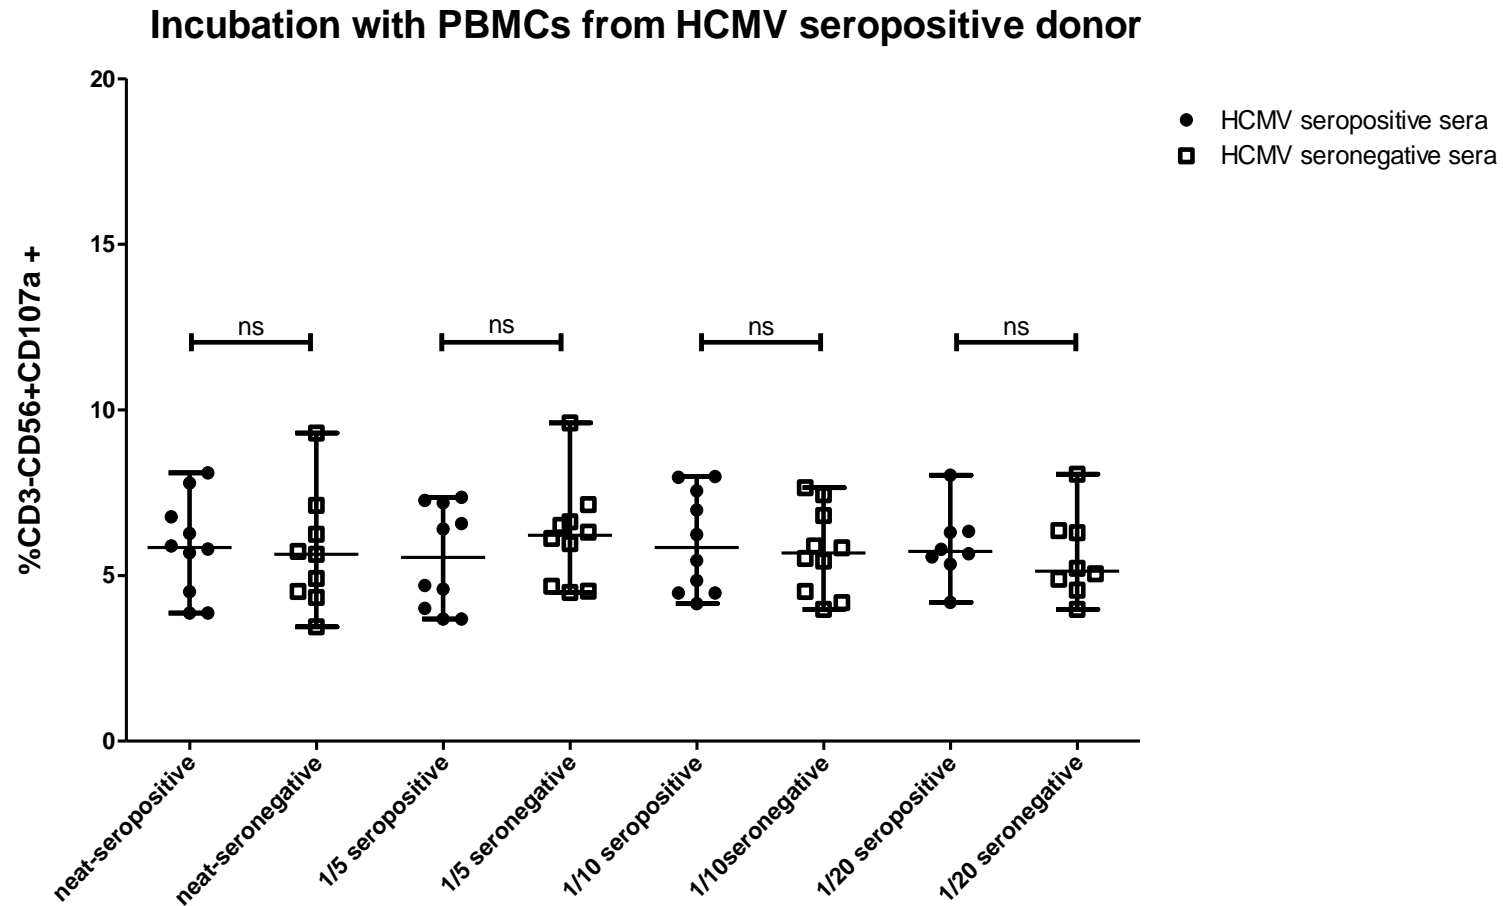 Incubation with PBMCs from HCMV seropositive donor
%CD3-CD56+CD107a +
20
15
10
5
0
ns
ns
ns
ns
HCMV seropositive sera
HCMV seronegative sera
neat-seropositive
neat-seronegative
1/5 seropositive
1/5 seronegative
1/10 seropositive
1/10seronegative
1/20 seropositive
1/20 seronegative